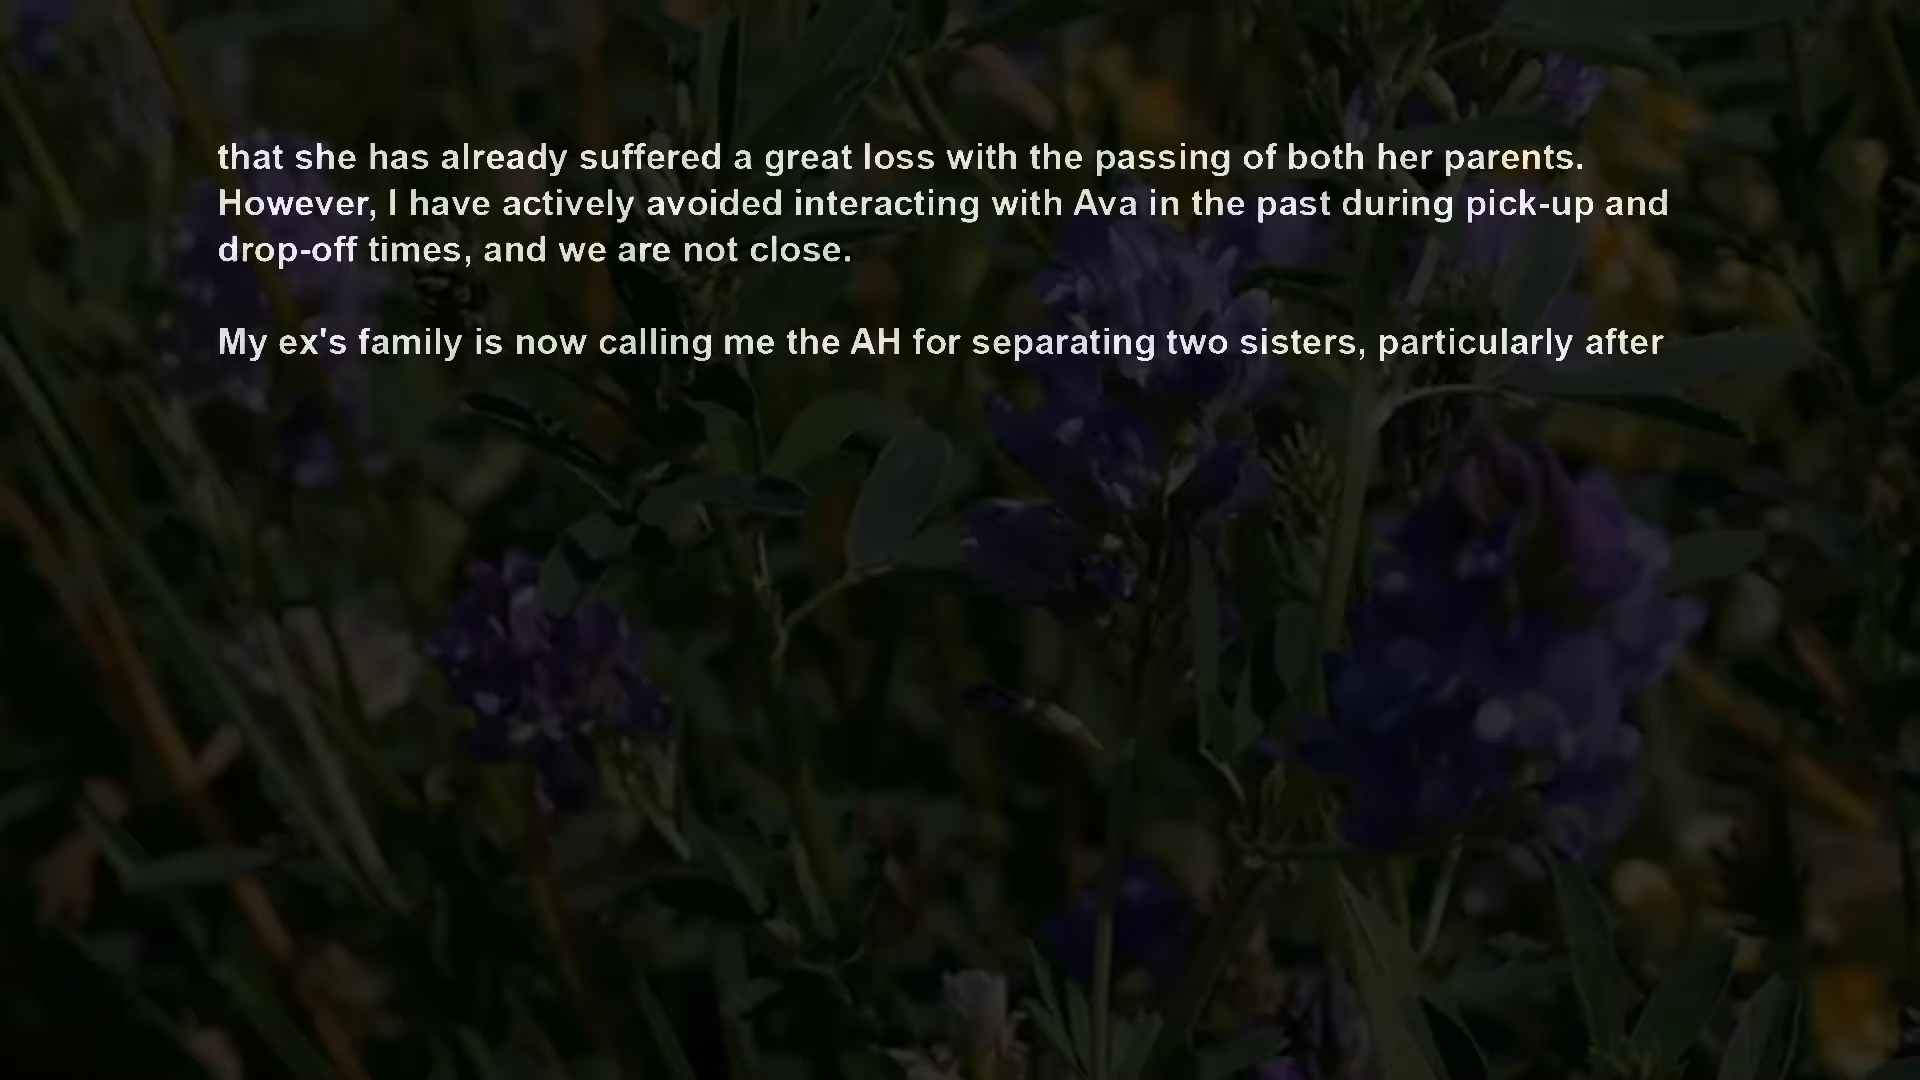 that she has already suffered a great loss with the passing of both her parents.
However, I have actively avoided interacting with Ava in the past during pick-up and
drop-off times, and we are not close.
My ex's family is now calling me the AH for separating two sisters, particularly after